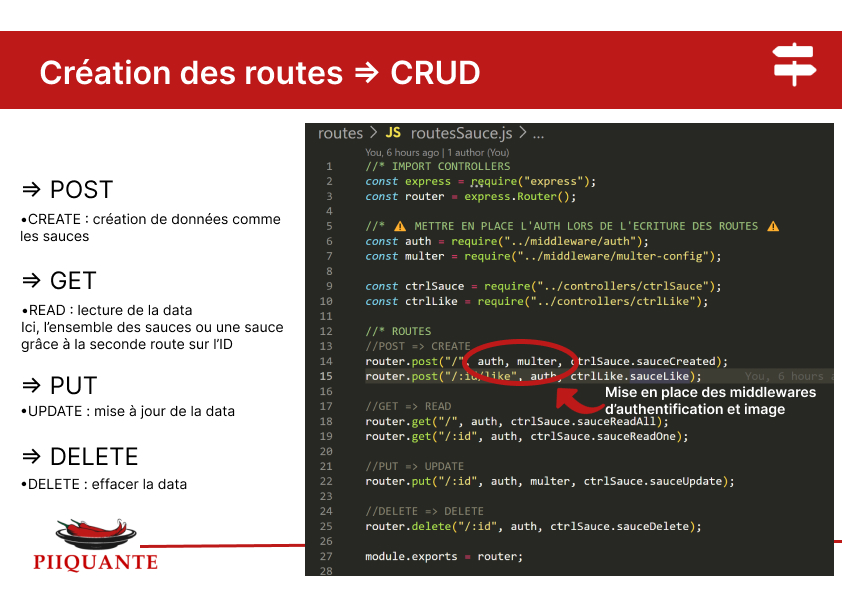 Création des routes => CRUD
=> POST
•CREATE : création de données comme
les sauces
=> GET
•READ : lecture de la data
Ici, l’ensemble des sauces ou une sauce
grâce à la seconde route sur l’ID
=> PUT
•UPDATE : mise à jour de la data
=> DELETE
•DELETE : effacer la data
PIIQUANTE
routes > JS routesSauce.js > ...
You, 6 hours ago | 1 author (You)
1 //* IMPORT CONTROLLERS
2 const express = require("express");
3 const router = express.Router();
4
5 //* ⚠ METTRE EN PLACE L'AUTH LORS DE L'ECRITURE DES ROUTES ⚠
6 const auth = require("../middleware/auth");
7 const multer = require("../middleware/multer-config");
8
9 const ctrlSauce = require("../controllers/ctrlSauce");
10 const ctrlLike = require("../controllers/ctrlLike");
11
12 //* ROUTES
13 //POST => CREATE
14 router.post("/", auth, multer, ctrlSauce.sauceCreated);
15 router.post("/:id/like", auth, ctrlLike.sauceLike); You, 6 hours
16
Mise en place des middlewares
d’authentification et image
17 //GET => READ
18 router.get("/", auth, ctrlSauce.sauceReadAll);
19 router.get("/:id", auth, ctrlSauce.sauceReadOne);
20
21 //PUT => UPDATE
22 router.put("/:id", auth, multer, ctrlSauce.sauceUpdate);
23
24 //DELETE => DELETE
25 router.delete("/:id", auth, ctrlSauce.sauceDelete);
26
27 module.exports = router;
28